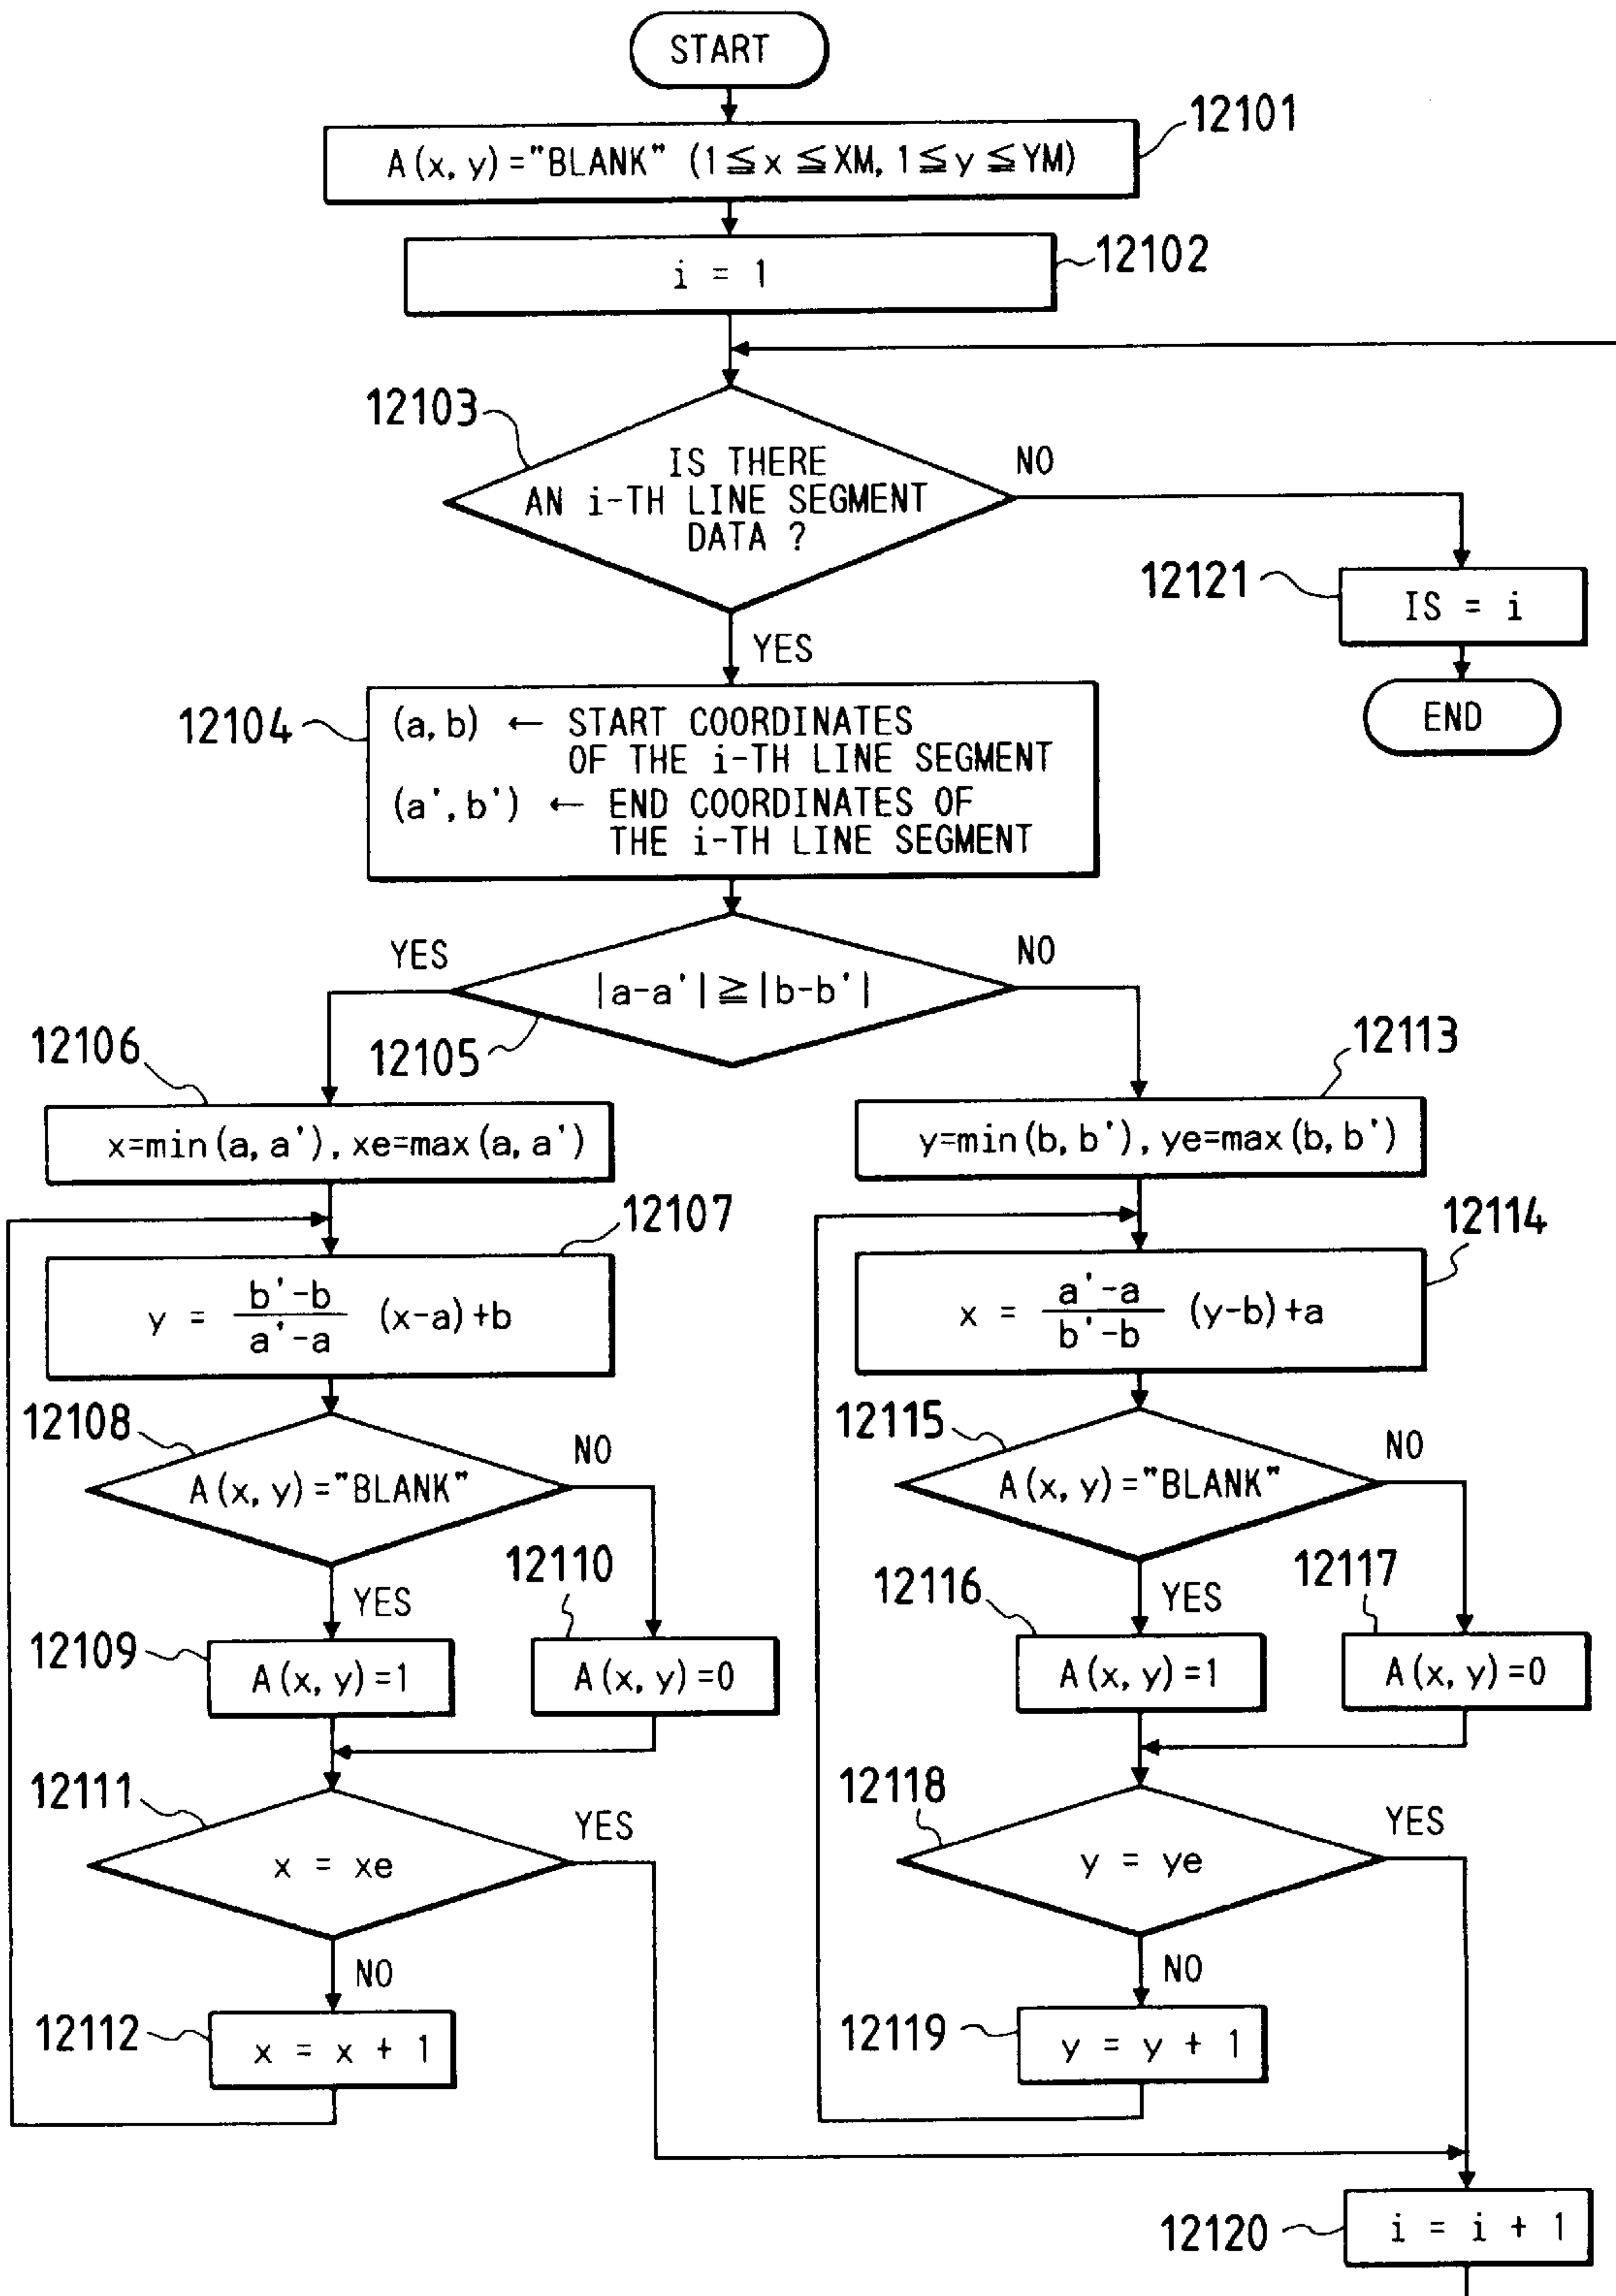 START
12101
A(x, y)="BLANK" (1≦x≦XM, 1≦y≦YM)
12102
i = 1
12103
IS THERE
AN i-TH LINE SEGMENT
DATA ?
NO
YES
12121
IS = i
END
12104
(a, b) ← START COORDINATES
OF THE i-TH LINE SEGMENT
(a', b') ← END COORDINATES OF
THE i-TH LINE SEGMENT
YES
NO
|a-a'|≧|b-b'|
12105
12106
x=min(a, a'), xe=max(a, a')
12113
y=min(b, b'), ye=max(b, b')
12107
y = b'-b / a'-a (x-a)+b
12114
x = a'-a / b'-b (y-b)+a
12108
A(x, y)="BLANK"
NO
YES
12115
A(x, y)="BLANK"
NO
YES
12109
A(x, y)=1
12110
A(x, y)=0
12116
A(x, y)=1
12117
A(x, y)=0
12111
x = xe
YES
NO
12118
y = ye
YES
NO
12112
x = x + 1
12119
y = y + 1
12120
i = i + 1